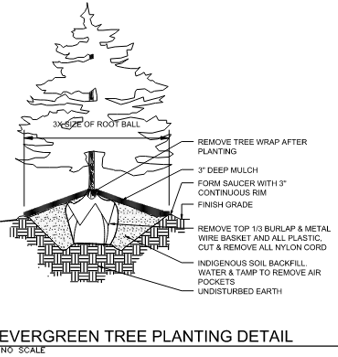 3X SIZE OF ROOT BALL
REMOVE TREE WRAP AFTER
PLANTING
3" DEEP MULCH
FORM SAUCER WITH 3"
CONTINUOUS RIM
FINISH GRADE
REMOVE TOP 1/3 BURLAP & METAL
WIRE BASKET AND ALL PLASTIC,
CUT & REMOVE ALL NYLON CORD
INDIGENOUS SOIL BACKFILL.
WATER & TAMP TO REMOVE AIR
POCKETS
UNDISTURBED EARTH
EVERGREEN TREE PLANTING DETAIL
NO SCALE